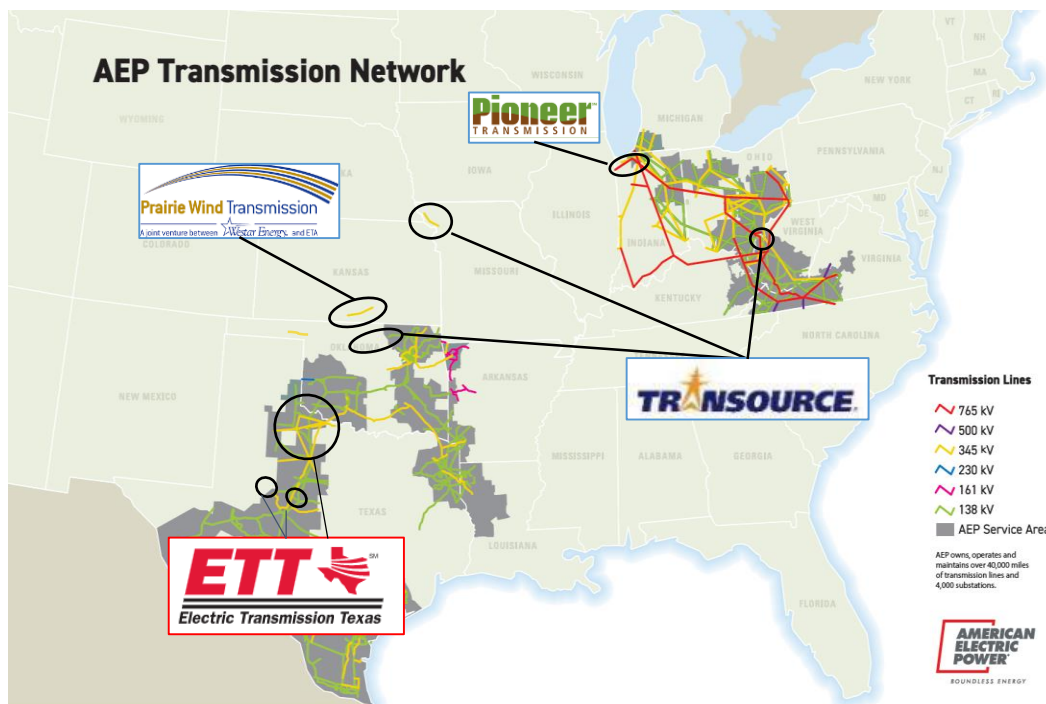 AEP Transmission Network
WISCONSIN
VT
NH
NEW YORK
MA
CT
RI
Pioneer™
TRANSMISSION
MICHIGAN
WYOMING
PENNSYLVANIA
OHIO
NJ
IOWA
Prairie Wind Transmission
A joint venture between Westar Energy. and ETA
MD
DE
ILLINOIS
INDIANA
WEST
VIRGINIA
COLORADO
VIRGINIA
KANSAS
MISSOURI
KENTUCKY
NORTH CAROLINA
OKLAHOMA
ARKANSAS
TRANSOURCE
NEW MEXICO
Transmission Lines
765 kV
500 kV
345 kV
230 kV
161 kV
138 kV
AEP Service Area
MISSISSIPPI
ALABAMA
GEORGIA
TEXAS
LOUISIANA
AEP owns, operates and
maintains over 40,000 miles
of transmission lines and
4,000 substations.
ETT SM
Electric Transmission Texas
FLORIDA
AMERICAN
ELECTRIC
POWER®
BOUNDLESS ENERGY